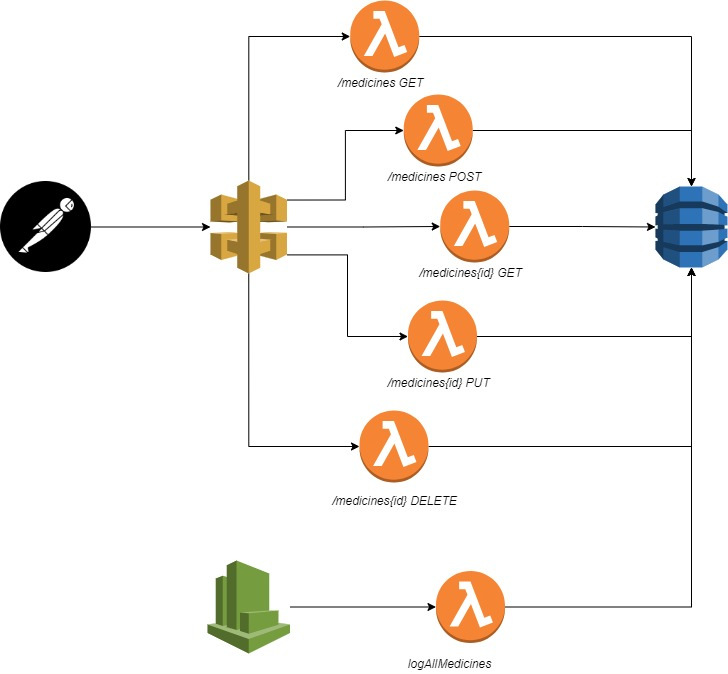 /medicines GET
/medicines POST
/medicines{id} GET
/medicines{id} PUT
/medicines{id} DELETE
logAllMedicines